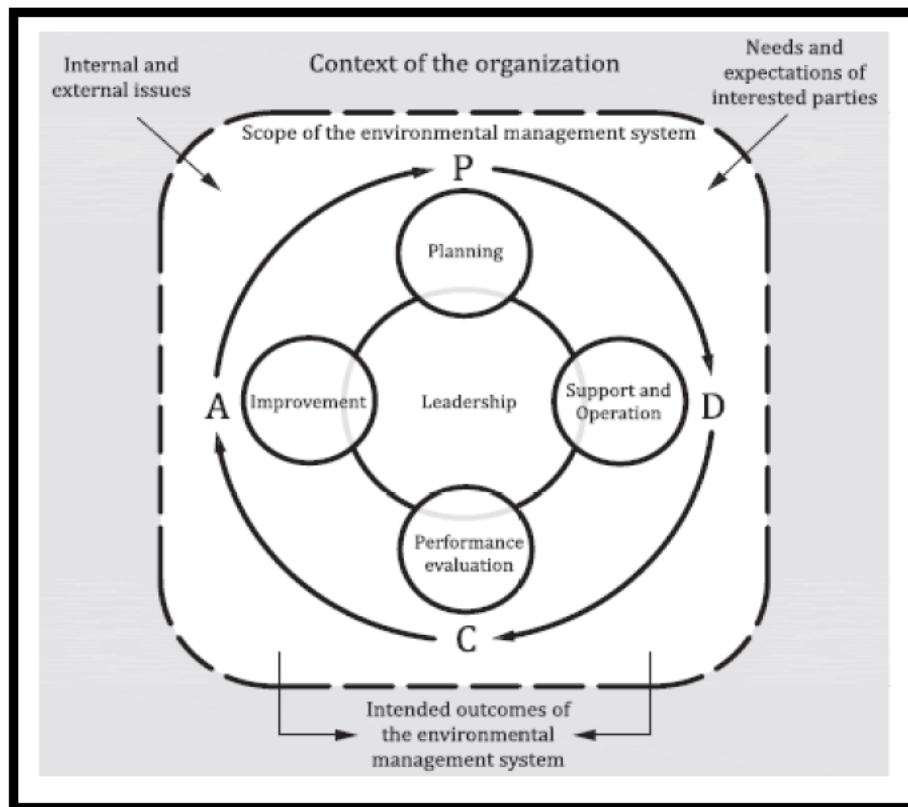 Internal and
external issues
Context of the organization
Needs and
expectations of
interested parties
Scope of the environmental management system
P
Planning
A
Improvement
Leadership
Support and
Operation
D
Performance
evaluation
C
Intended outcomes of
the environmental
management system